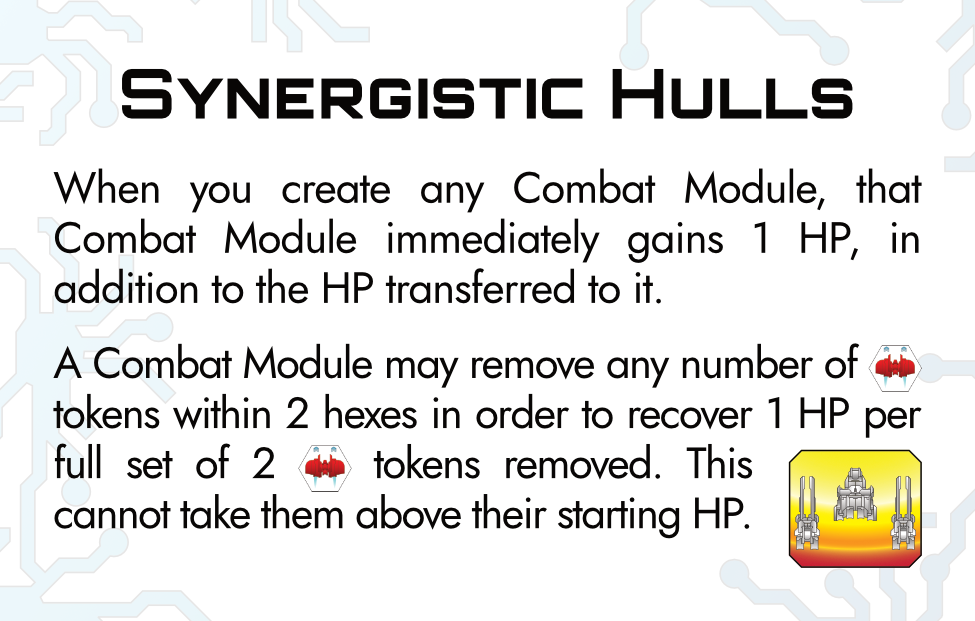 Synergistic Hulls
When you create any Combat Module, that
Combat Module immediately gains 1 HP, in
addition to the HP transferred to it.
A Combat Module may remove any number of
tokens within 2 hexes in order to recover 1 HP per
full set of 2 tokens removed. This
cannot take them above their starting HP.